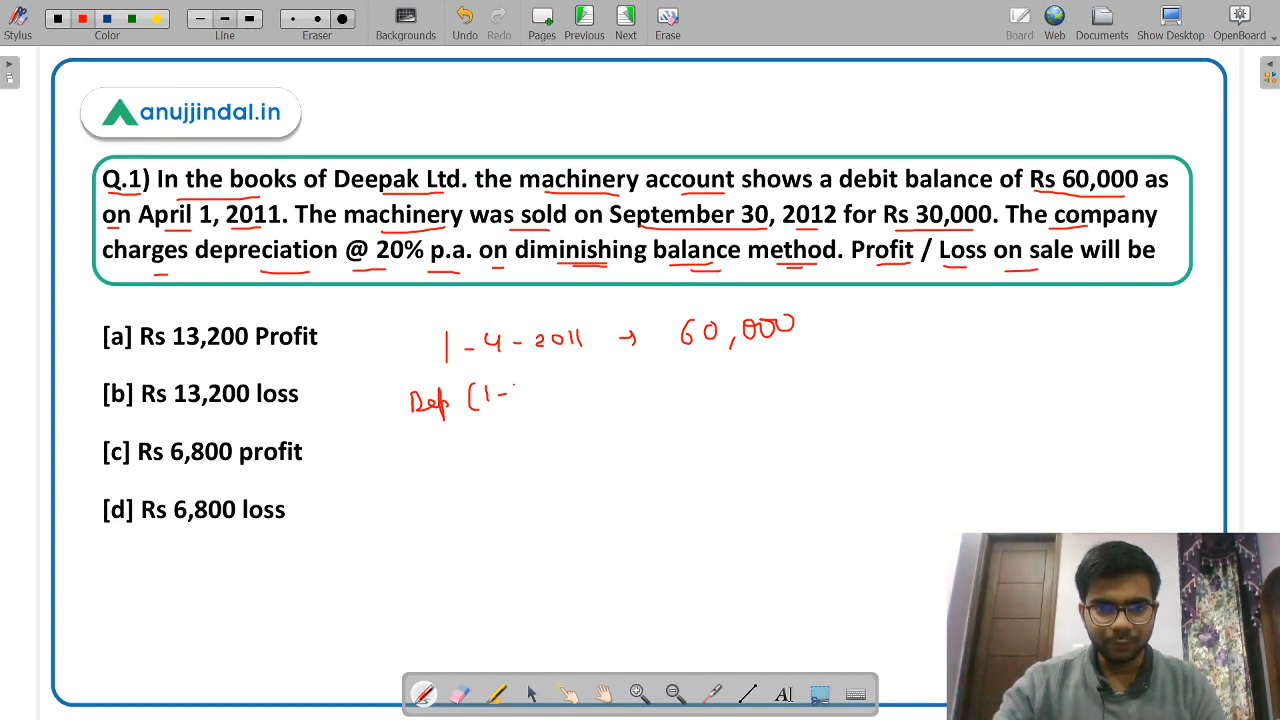 Stylus
Color
Line
Eraser
Backgrounds
Undo
Redo
Pages
Previous
Next
Erase
Board
Web
Documents
Show Desktop
OpenBoard
anujjindal.in
Q.1) In the books of Deepak Ltd. the machinery account shows a debit balance of Rs 60,000 as
on April 1, 2011. The machinery was sold on September 30, 2012 for Rs 30,000. The company
charges depreciation @ 20% p.a. on diminishing balance method. Profit / Loss on sale will be
[a] Rs 13,200 Profit
1-4-2011 → 60,000
[b] Rs 13,200 loss
Dep (1-
[c] Rs 6,800 profit
[d] Rs 6,800 loss
AI